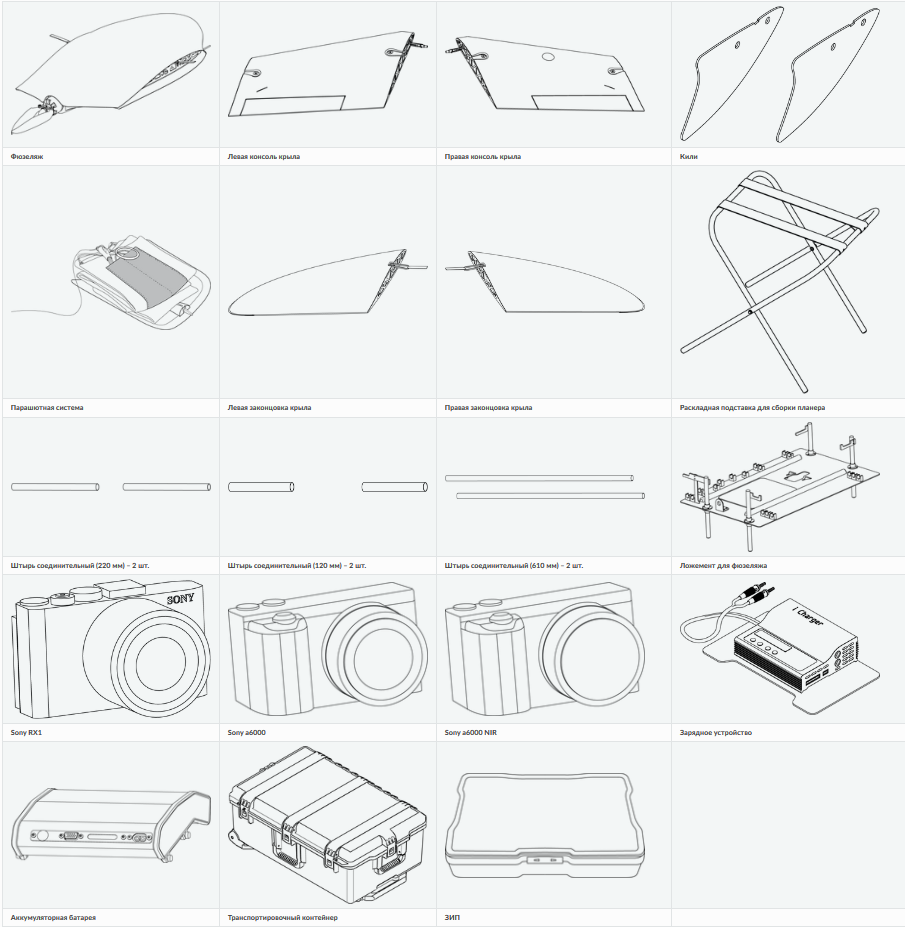 Фюзеляж
Левая консоль крыла
Правая консоль крыла
Кили
Парашютная система
Левая законцовка крыла
Правая законцовка крыла
Раскладная подставка для сборки планера
Штырь соединительный (220 мм) – 2 шт.
Штырь соединительный (120 мм) – 2 шт.
Штырь соединительный (610 мм) – 2 шт.
Ложемент для фюзеляжа
SONY
i Charger
Sony RX1
Sony a6000
Sony a6000 NIR
Зарядное устройство
Аккумуляторная батарея
Транспортировочный контейнер
ЗИП